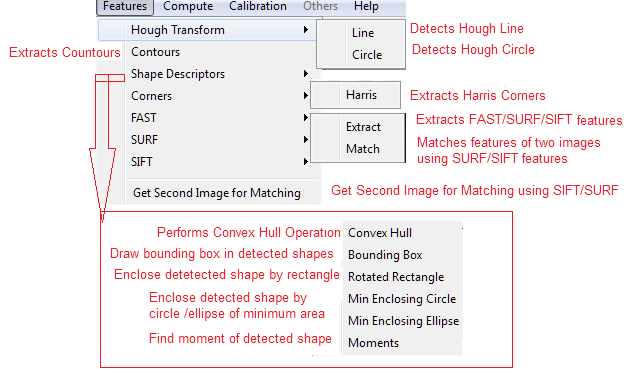 Features Compute Calibration Others Help
Hough Transform
Line
Detects Hough Line
Circle
Detects Hough Circle
Extracts Countours
Contours
Shape Descriptors
Corners
Harris
Extracts Harris Corners
FAST
Extract
Extracts FAST/SURF/SIFT features
SURF
Match
Matches features of two images
using SURF/SIFT features
SIFT
Get Second Image for Matching
Get Second Image for Matching using SIFT/SURF
Performs Convex Hull Operation
Convex Hull
Draw bounding box in detected shapes
Bounding Box
Enclose detetected shape by rectangle
Rotated Rectangle
Enclose detected shape by
circle /ellipse of minimum area
Min Enclosing Circle
Min Enclosing Ellipse
Find moment of detected shape
Moments